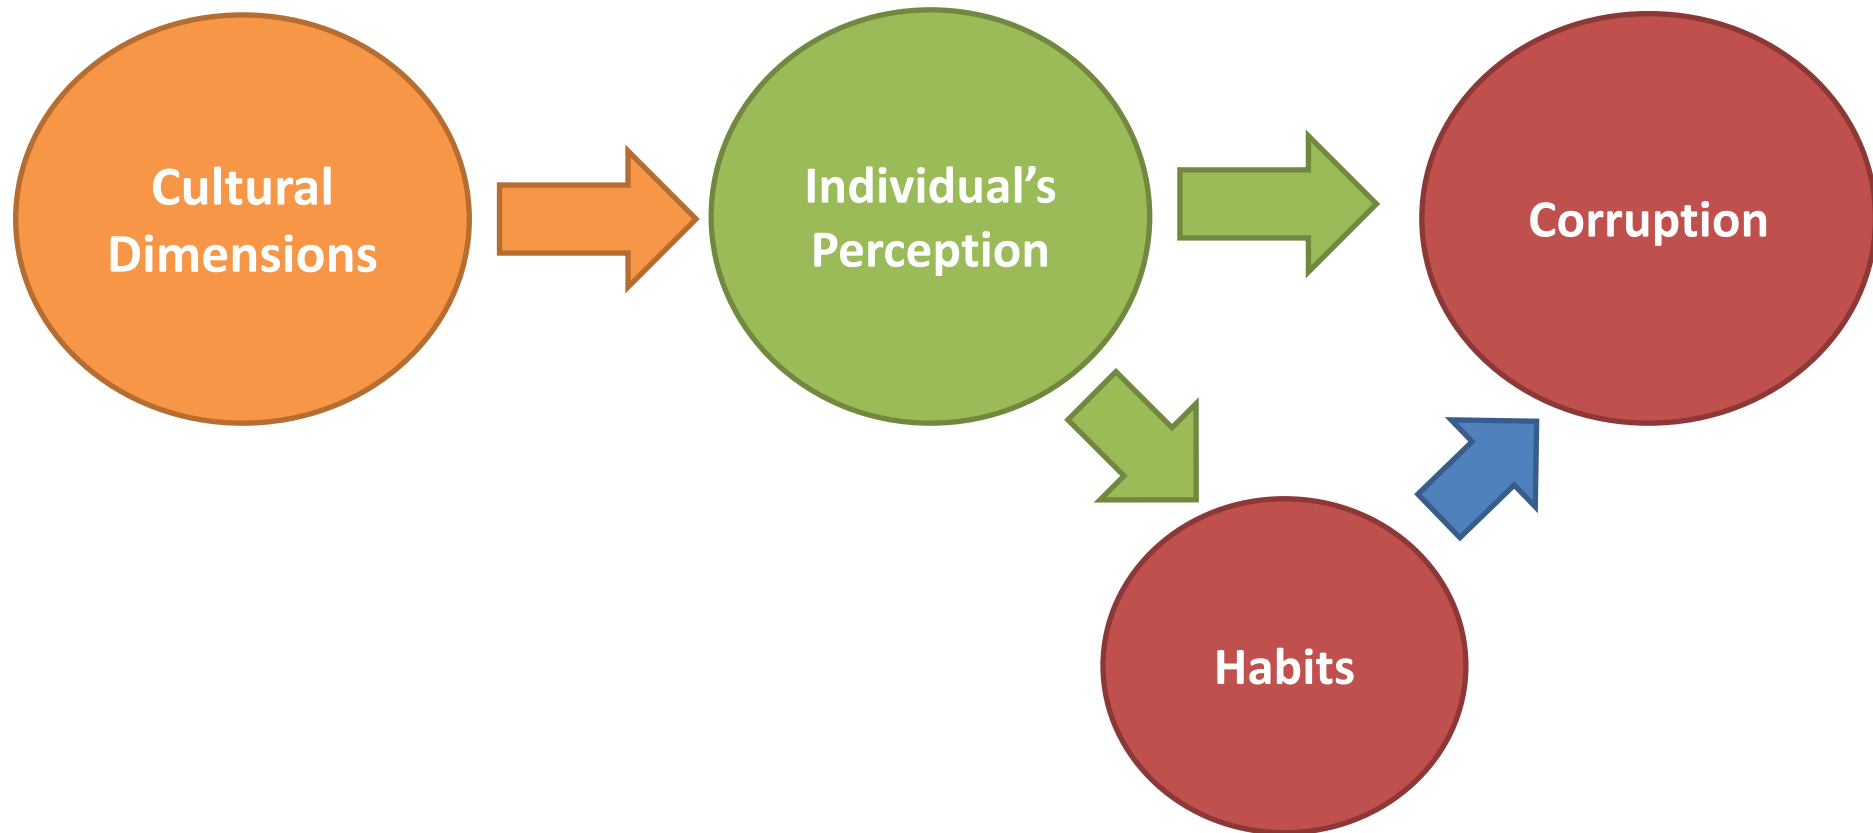 Cultural
Dimensions
Individual’s
Perception
Corruption
Habits